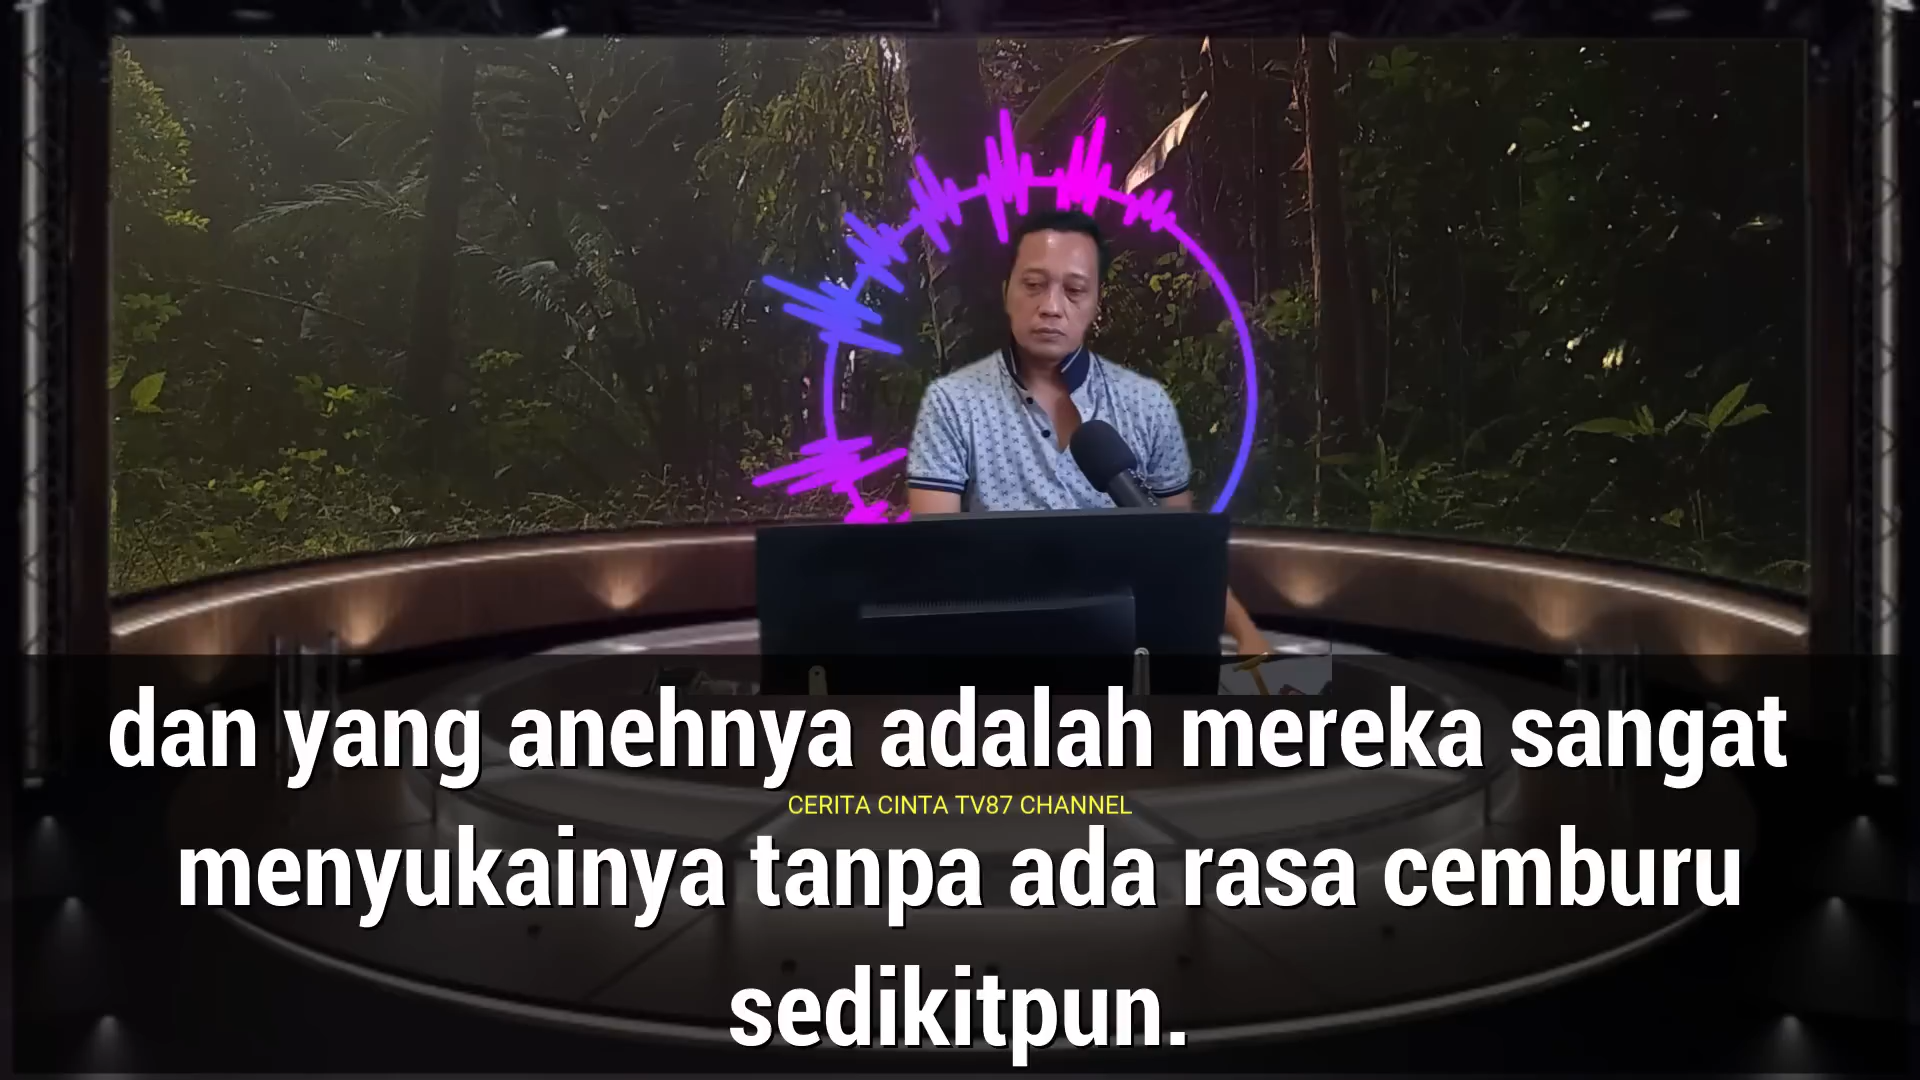 dan yang anehnya adalah mereka sangat
CERITA CINTA TV87 CHANNEL
menyukainya tanpa ada rasa cemburu
sedikitpun.